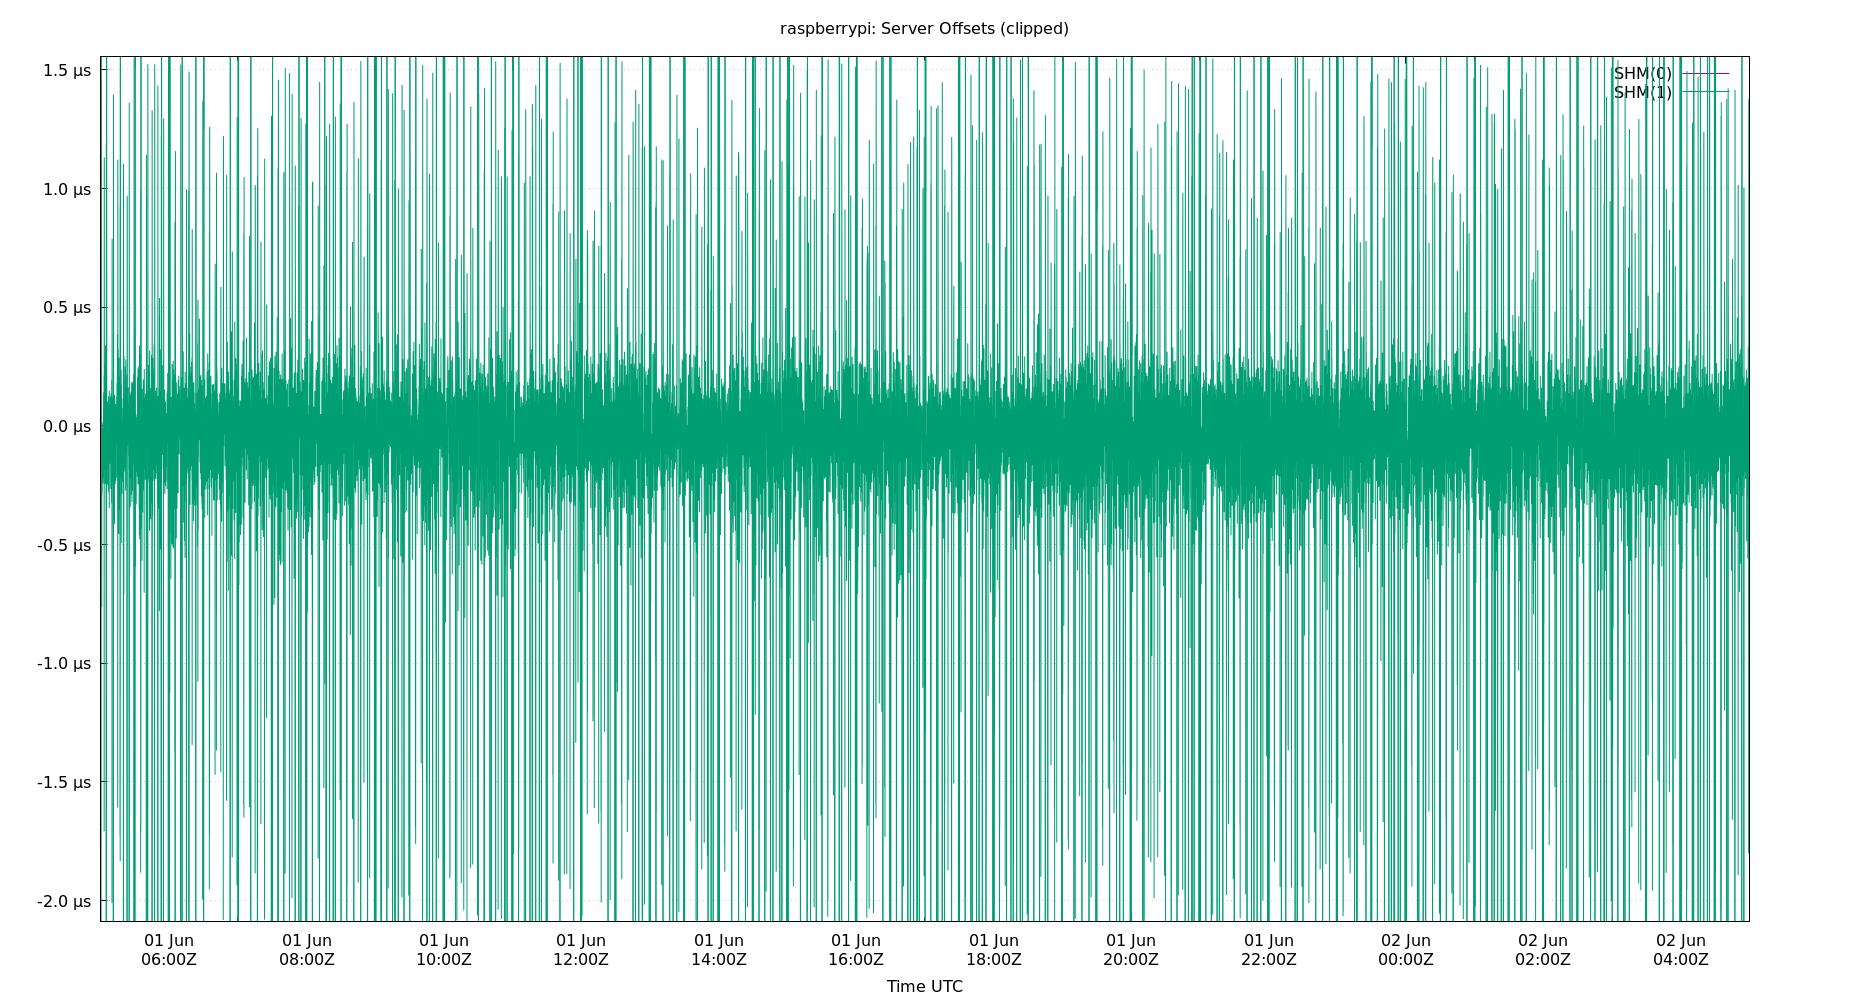 raspberrypi: Server Offsets (clipped)
1.5 µs
1.0 µs
0.5 µs
0.0 µs
-0.5 µs
-1.0 µs
-1.5 µs
-2.0 µs
SHM(0)
SHM(1)
01 Jun 01 Jun 01 Jun 01 Jun 01 Jun 01 Jun 01 Jun 01 Jun 01 Jun 02 Jun 02 Jun 02 Jun
06:00Z 08:00Z 10:00Z 12:00Z 14:00Z 16:00Z 18:00Z 20:00Z 22:00Z 00:00Z 02:00Z 04:00Z
Time UTC